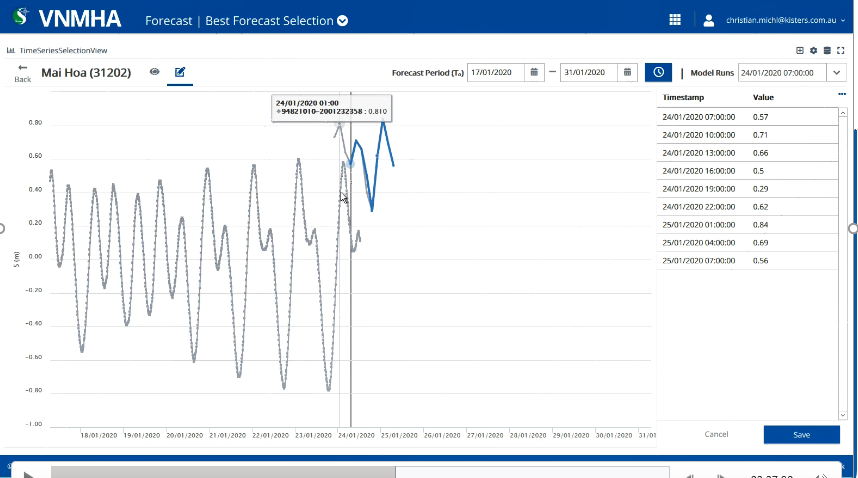 VNMHA Forecast | Best Forecast Selection christian.michl@kisters.com.au
TimeSeriesSelectionView
Back Mai Hoa (31202) Forecast Period (T₀) 17/01/2020 — 31/01/2020 Model Runs 24/01/2020 07:00:00
24/01/2020 01:00
94821010-2001232358 : 0.810
0.80
0.60
0.40
0.20
0.00
-0.20
-0.40
-0.60
-0.80
-1.00
S (m)
18/01/2020 19/01/2020 20/01/2020 21/01/2020 22/01/2020 23/01/2020 24/01/2020 25/01/2020 26/01/2020 27/01/2020 28/01/2020 29/01/2020 30/01/2020 31/01
Timestamp Value
24/01/2020 07:00:00 0.57
24/01/2020 10:00:00 0.71
24/01/2020 13:00:00 0.66
24/01/2020 16:00:00 0.5
24/01/2020 19:00:00 0.29
24/01/2020 22:00:00 0.62
25/01/2020 01:00:00 0.84
25/01/2020 04:00:00 0.69
25/01/2020 07:00:00 0.56
Cancel Save